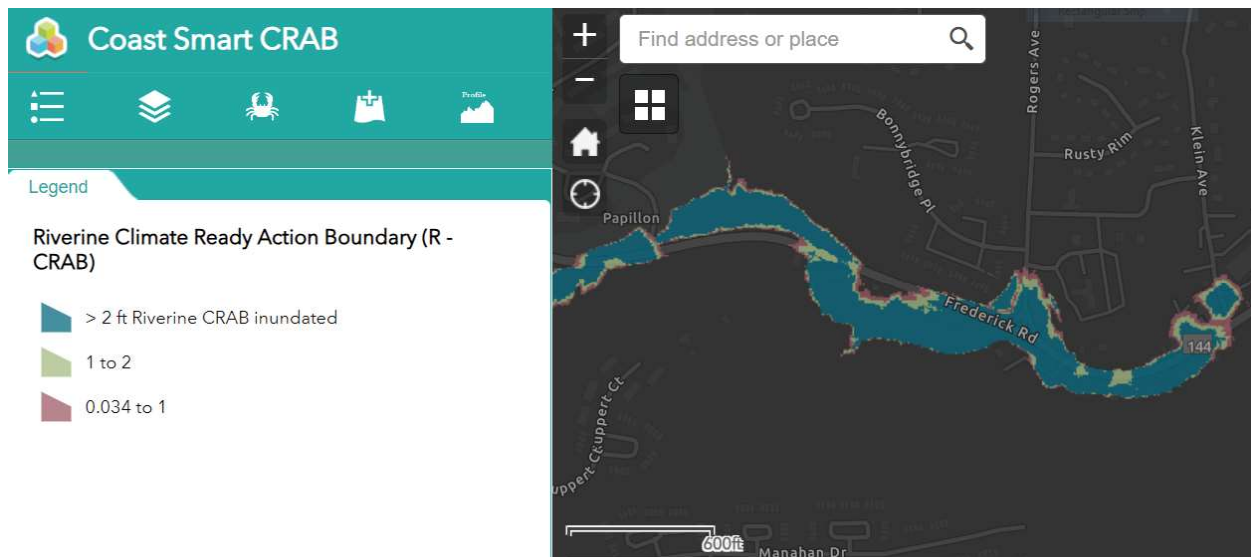 Coast Smart CRAB
Profile
Legend
Riverine Climate Ready Action Boundary (R -
CRAB)
> 2 ft Riverine CRAB inundated
1 to 2
0.034 to 1
+
−
Find address or place
Rogers Ave
Bonnybridge Pl
Rusty Rim
Klein Ave
Papillon
Frederick Rd
144
Cuppert Ct
600ft
Manahan Dr